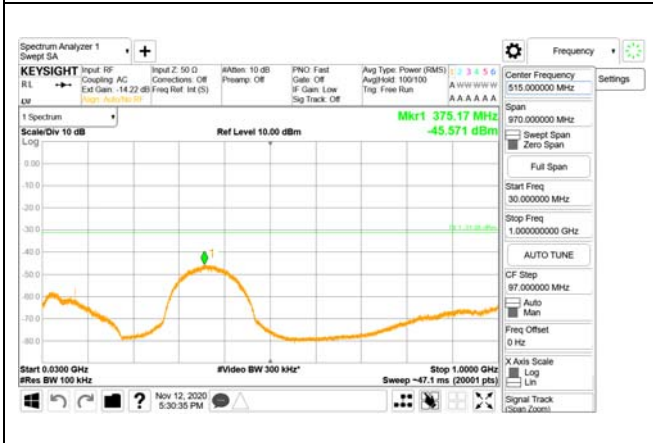 Spectrum Analyzer 1
Swept SA
Frequency
KEYSIGHT
Input: RF
Coupling: AC
Ext Gain: -14.22 dB
Align: Auto/No RF
Input Z: 50 Ω
Corrections: Off
Freq Ref: Int (S)
#Atten: 10 dB
Preamp: Off
PNO: Fast
Gate: Off
IF Gain: Low
Sig Track: Off
Avg Type: Power (RMS)
Avg|Hold: 100/100
Trig: Free Run
1 2 3 4 5 6
A W W W W W
A A A A A A
RL
1 Spectrum
Scale/Div 10 dB
Ref Level 10.00 dBm
Mkr1 375.17 MHz
-45.571 dBm
Log
0.00
-10.0
-20.0
-30.0
-40.0
-50.0
-60.0
-70.0
-80.0
1
Start 0.0300 GHz
#Res BW 100 kHz
#Video BW 300 kHz*
Stop 1.0000 GHz
Sweep ~47.1 ms (20001 pts)
Nov 12, 2020
5:30:35 PM
Center Frequency
515.000000 MHz
Settings
Span
970.000000 MHz
Swept Span
Zero Span
Full Span
Start Freq
30.000000 MHz
Stop Freq
1.000000000 GHz
AUTO TUNE
CF Step
97.000000 MHz
Auto
Man
Freq Offset
0 Hz
X Axis Scale
Log
Lin
Signal Track
(Span Zoom)